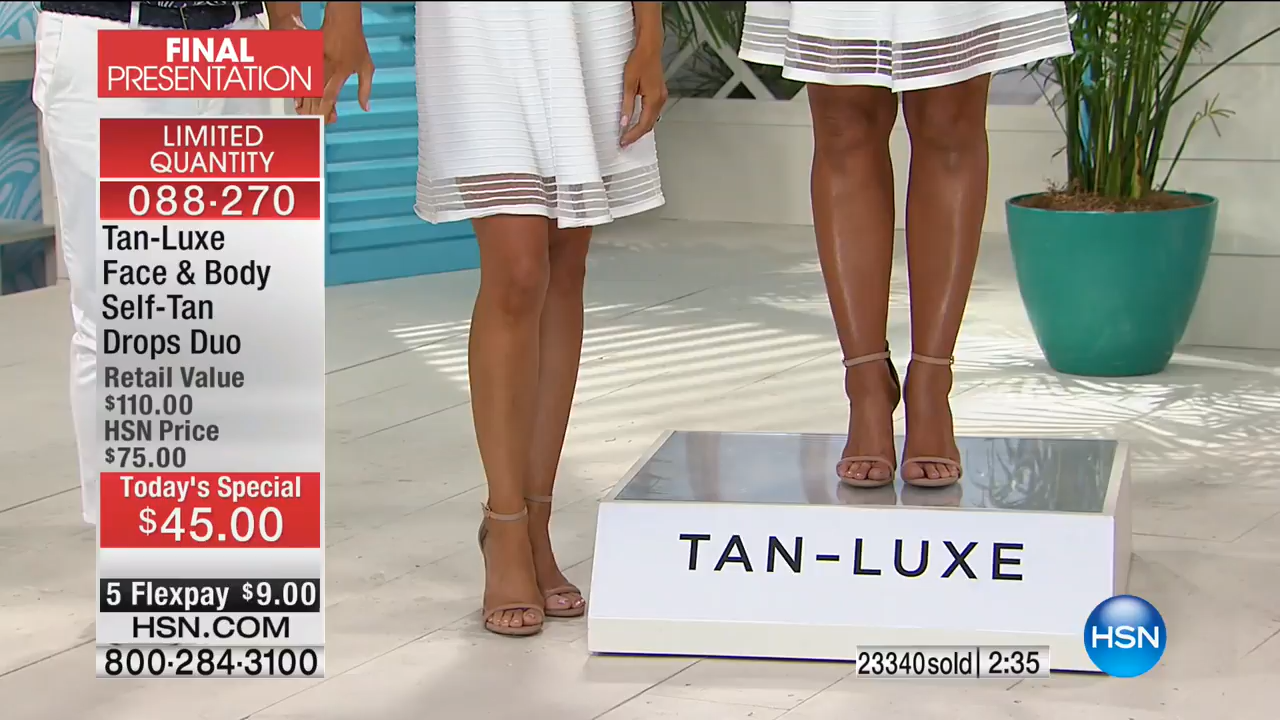 FINAL
PRESENTATION
LIMITED
QUANTITY
088·270
Tan-Luxe
Face & Body
Self-Tan
Drops Duo
Retail Value
$110.00
HSN Price
$75.00
Today's Special
$45.00
5 Flexpay $9.00
HSN.COM
800·284·3100
TAN-LUXE
HSN
23340sold| 2:35